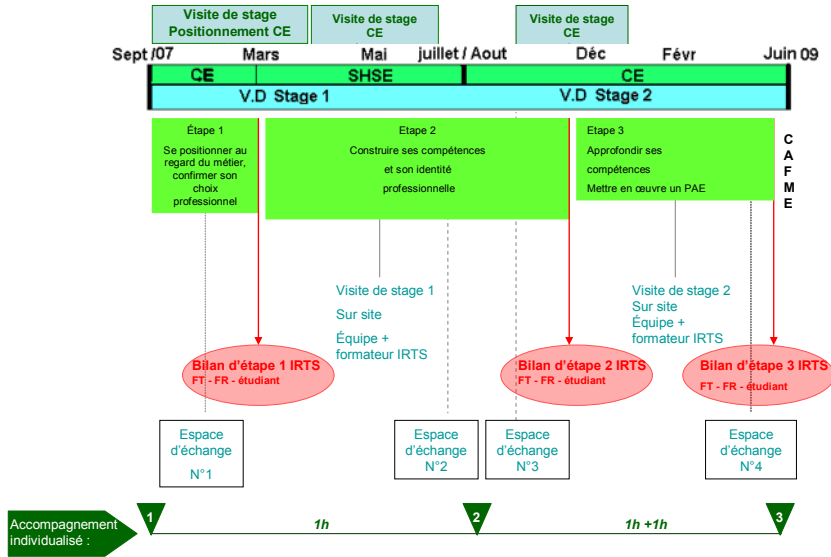 Visite de stage
Positionnement CE
Visite de stage
CE
Visite de stage
CE
Sept /07
Mars
Mai
juillet / Aout
Déc
Févr
Juin 09
CE
SHSE
CE
V.D Stage 1
V.D Stage 2
Étape 1
Se positionner au
regard du métier,
confirmer son
choix
professionnel
Etape 2
Construire ses compétences
et son identité
professionnelle
Etape 3
Approfondir ses
compétences
Mettre en œuvre un PAE
C
A
F
M
E
Visite de stage 1
Sur site
Équipe +
formateur IRTS
Visite de stage 2
Sur site
Équipe +
formateur IRTS
Bilan d'étape 1 IRTS
FT - FR - étudiant
Bilan d'étape 2 IRTS
FT - FR - étudiant
Bilan d'étape 3 IRTS
FT - FR - étudiant
Espace
d'échange
N°1
Espace
d'échange
N°2
Espace
d'échange
N°3
Espace
d'échange
N°4
Accompagnement
individualisé :
1
1h
2
1h +1h
3